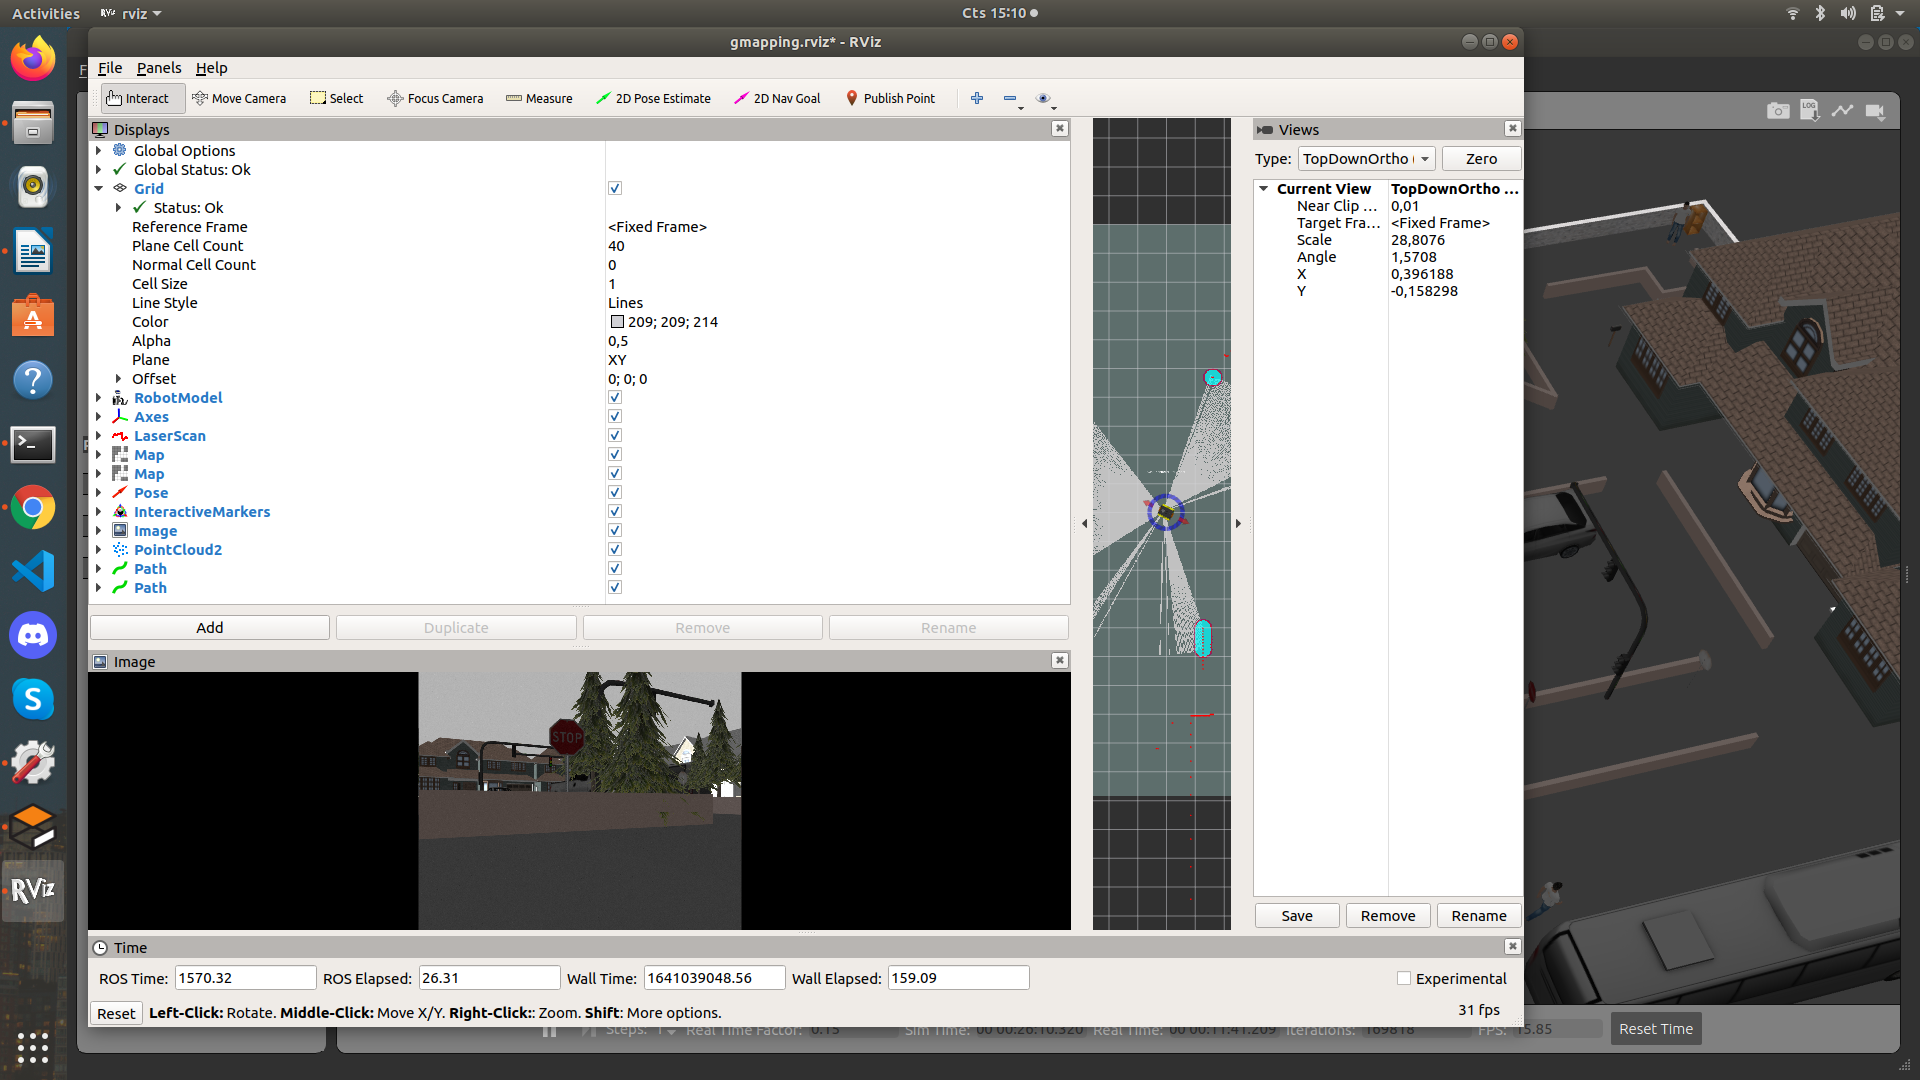 Activities
rviz
Cts 15:10
gmapping.rviz* - RViz
File Panels Help
Interact Move Camera Select Focus Camera Measure 2D Pose Estimate 2D Nav Goal Publish Point
LOG
Displays
Global Options
Global Status: Ok
Grid
Status: Ok
Reference Frame <Fixed Frame>
Plane Cell Count 40
Normal Cell Count 0
Cell Size 1
Line Style Lines
Color 209; 209; 214
Alpha 0,5
Plane XY
Offset 0; 0; 0
RobotModel
Axes
LaserScan
Map
Map
Pose
InteractiveMarkers
Image
PointCloud2
Path
Path
Add Duplicate Remove Rename
Image
STOP
Views
Type: TopDownOrtho Zero
Current View TopDownOrtho ...
Near Clip ... 0,01
Target Fra... <Fixed Frame>
Scale 28,8076
Angle 1,5708
X 0,396188
Y -0,158298
Save Remove Rename
Time
ROS Time: 1570.32 ROS Elapsed: 26.31 Wall Time: 1641039048.56 Wall Elapsed: 159.09 Experimental
Reset Left-Click: Rotate. Middle-Click: Move X/Y. Right-Click:: Zoom. Shift: More options. 31 fps
Steps: 1 Real Time Factor: 0.15 Sim Time: 00 00:26:10.320 Real Time: 00 00:11:41.209 Iterations: 169818 FPS: 15.85 Reset Time
RViz